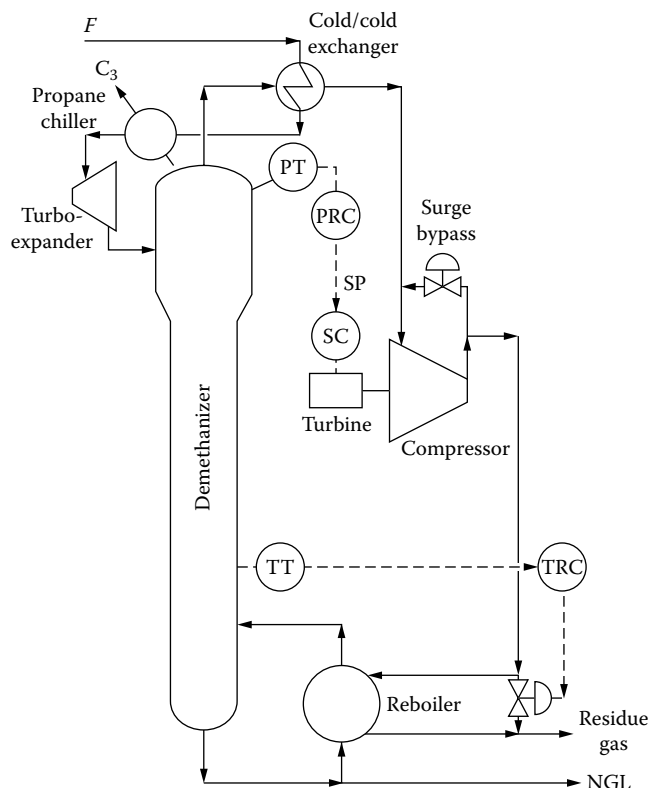 F
Cold/cold
exchanger
C3
Propane
chiller
PT
Turbo-
expander
PRC
Surge
bypass
SP
SC
Turbine
Compressor
Demethanizer
TT
TRC
Reboiler
Residue
gas
NGL